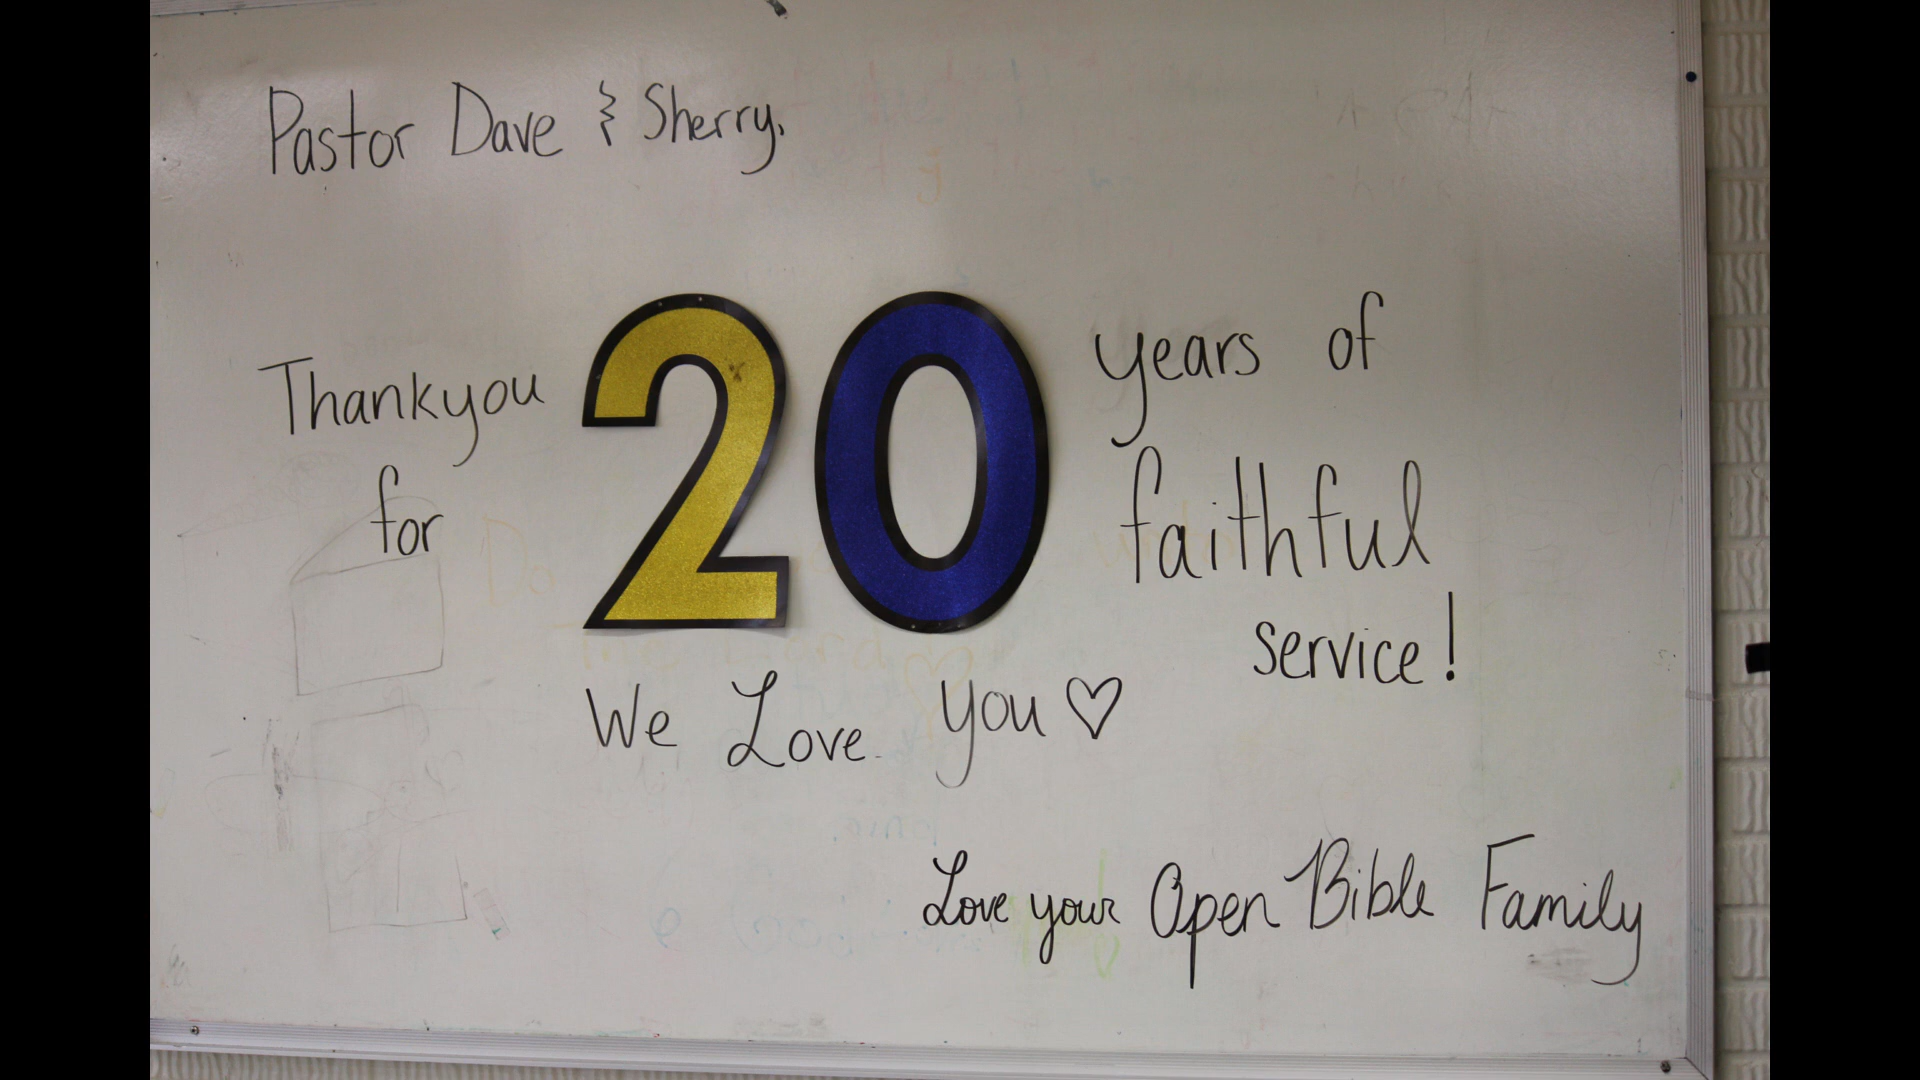 Pastor Dave & Sherry,
Thankyou for
20
years of
faithful
service!
We Love you ♡
Love your Open Bible Family